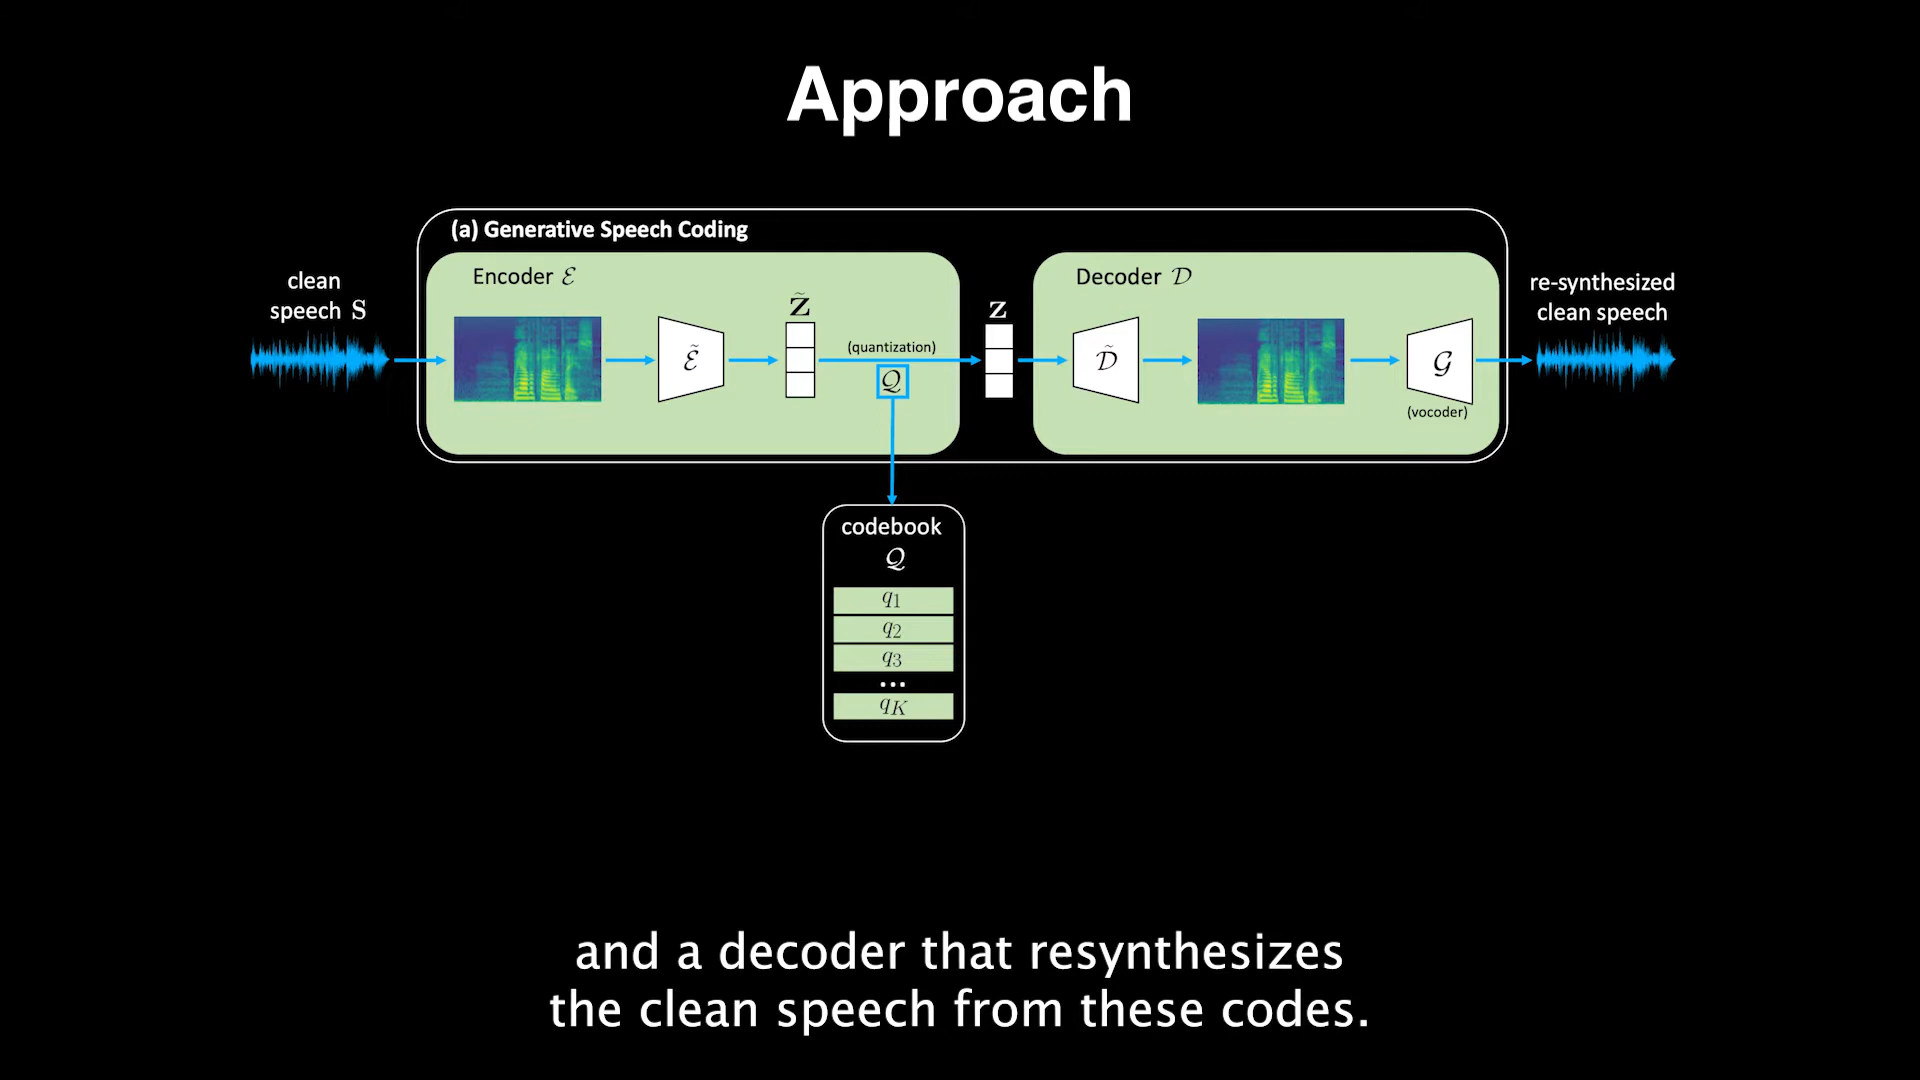 Approach
(a) Generative Speech Coding
clean
speech S
Encoder ℰ
ℰ̃
z̃
(quantization)
𝒬
z
Decoder 𝒟
𝒟̃
𝒢
(vocoder)
re-synthesized
clean speech
codebook
𝒬
q₁
q₂
q₃
...
q_K
and a decoder that resynthesizes
the clean speech from these codes.